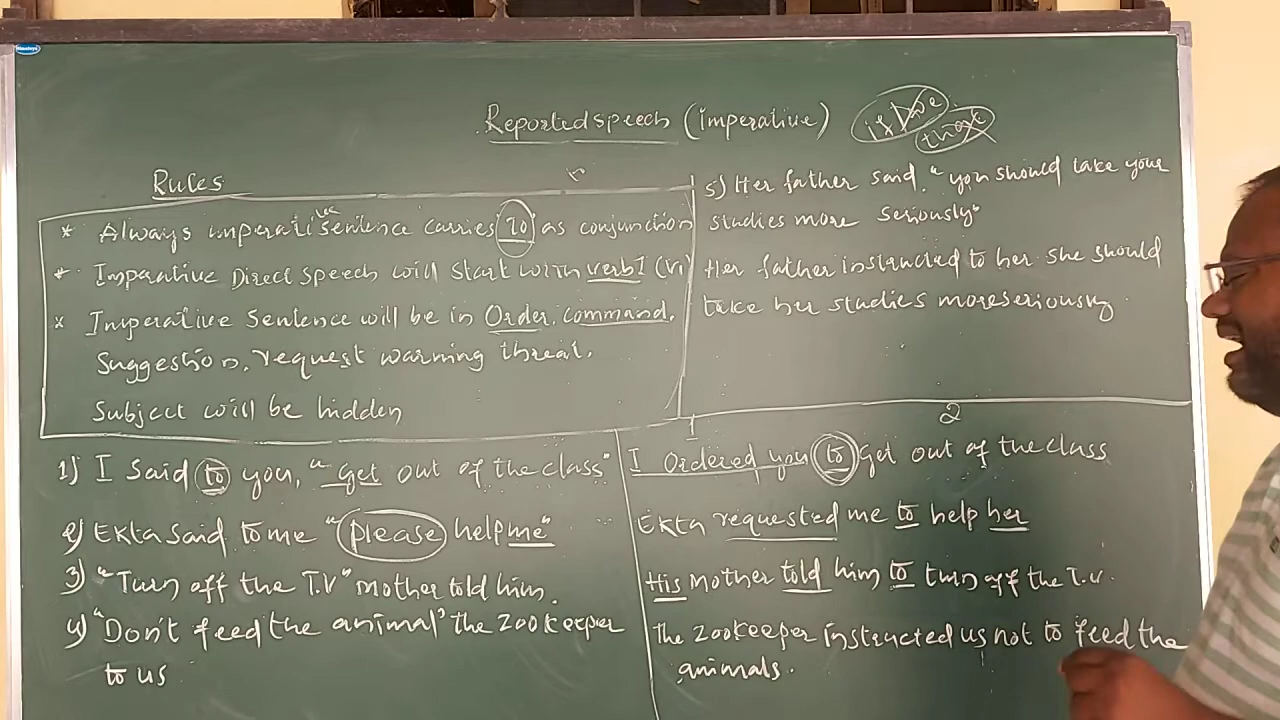 Himalaya
Reported speech (imperative)
that
Rules
* Always imperative sentence carries To as conjunction
* Imparative Direct speech will start with verb1 (V1)
* Imperative Sentence will be in Order, command,
Suggestion, request warning threat.
Subject will be hidden
5) Her father said, "you should take your
studies more seriously"
Her father instructed to her she should
take her studies more seriously.
1
2
1) I said to you, "get out of the class"
2) Ekta said to me "please help me"
3) "Turn off the T.V" mother told him.
4) "Don't feed the animal" the zookeeper
to us
I Ordered you to get out of the class
Ekta requested me to help her
His mother told him to turn off the T.V.
The zookeeper instructed us not to feed the
animals.